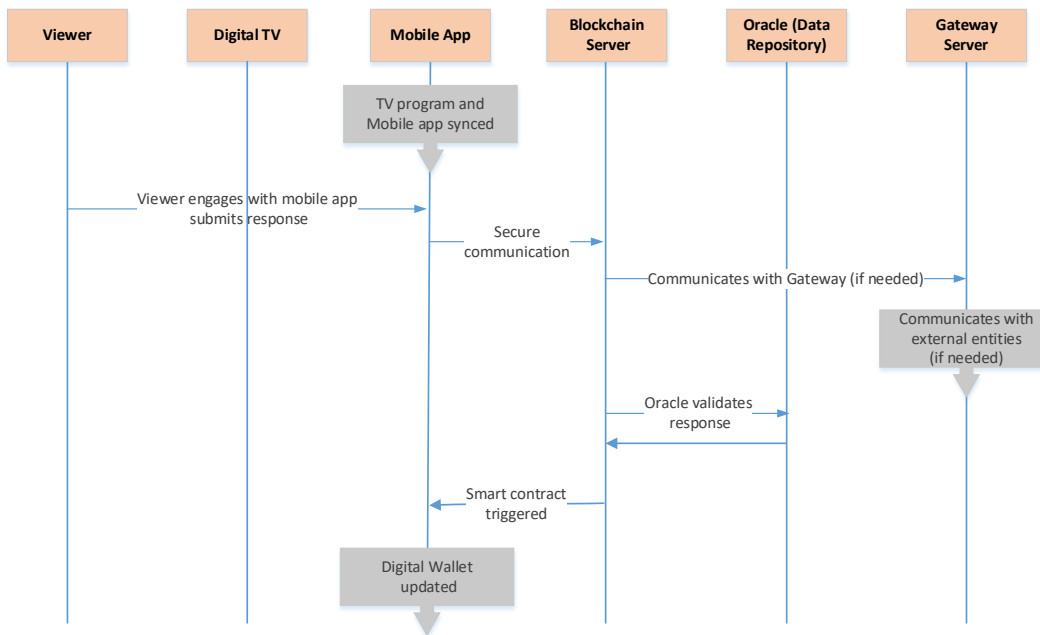 Viewer
Digital TV
Mobile App
Blockchain
Server
Oracle (Data
Repository)
Gateway
Server
TV program and
Mobile app synced
Viewer engages with mobile app
submits response
Secure
communication
Communicates with Gateway (if needed)
Communicates with
external entities
(if needed)
Oracle validates
response
Smart contract
triggered
Digital Wallet
updated